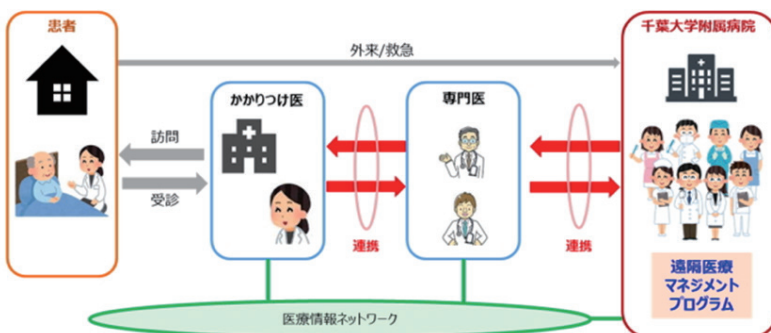 患者
千葉大学附属病院
外来/救急
かかりつけ医
専門医
訪問
受診
連携
連携
遠隔医療
マネジメント
プログラム
医療情報ネットワーク